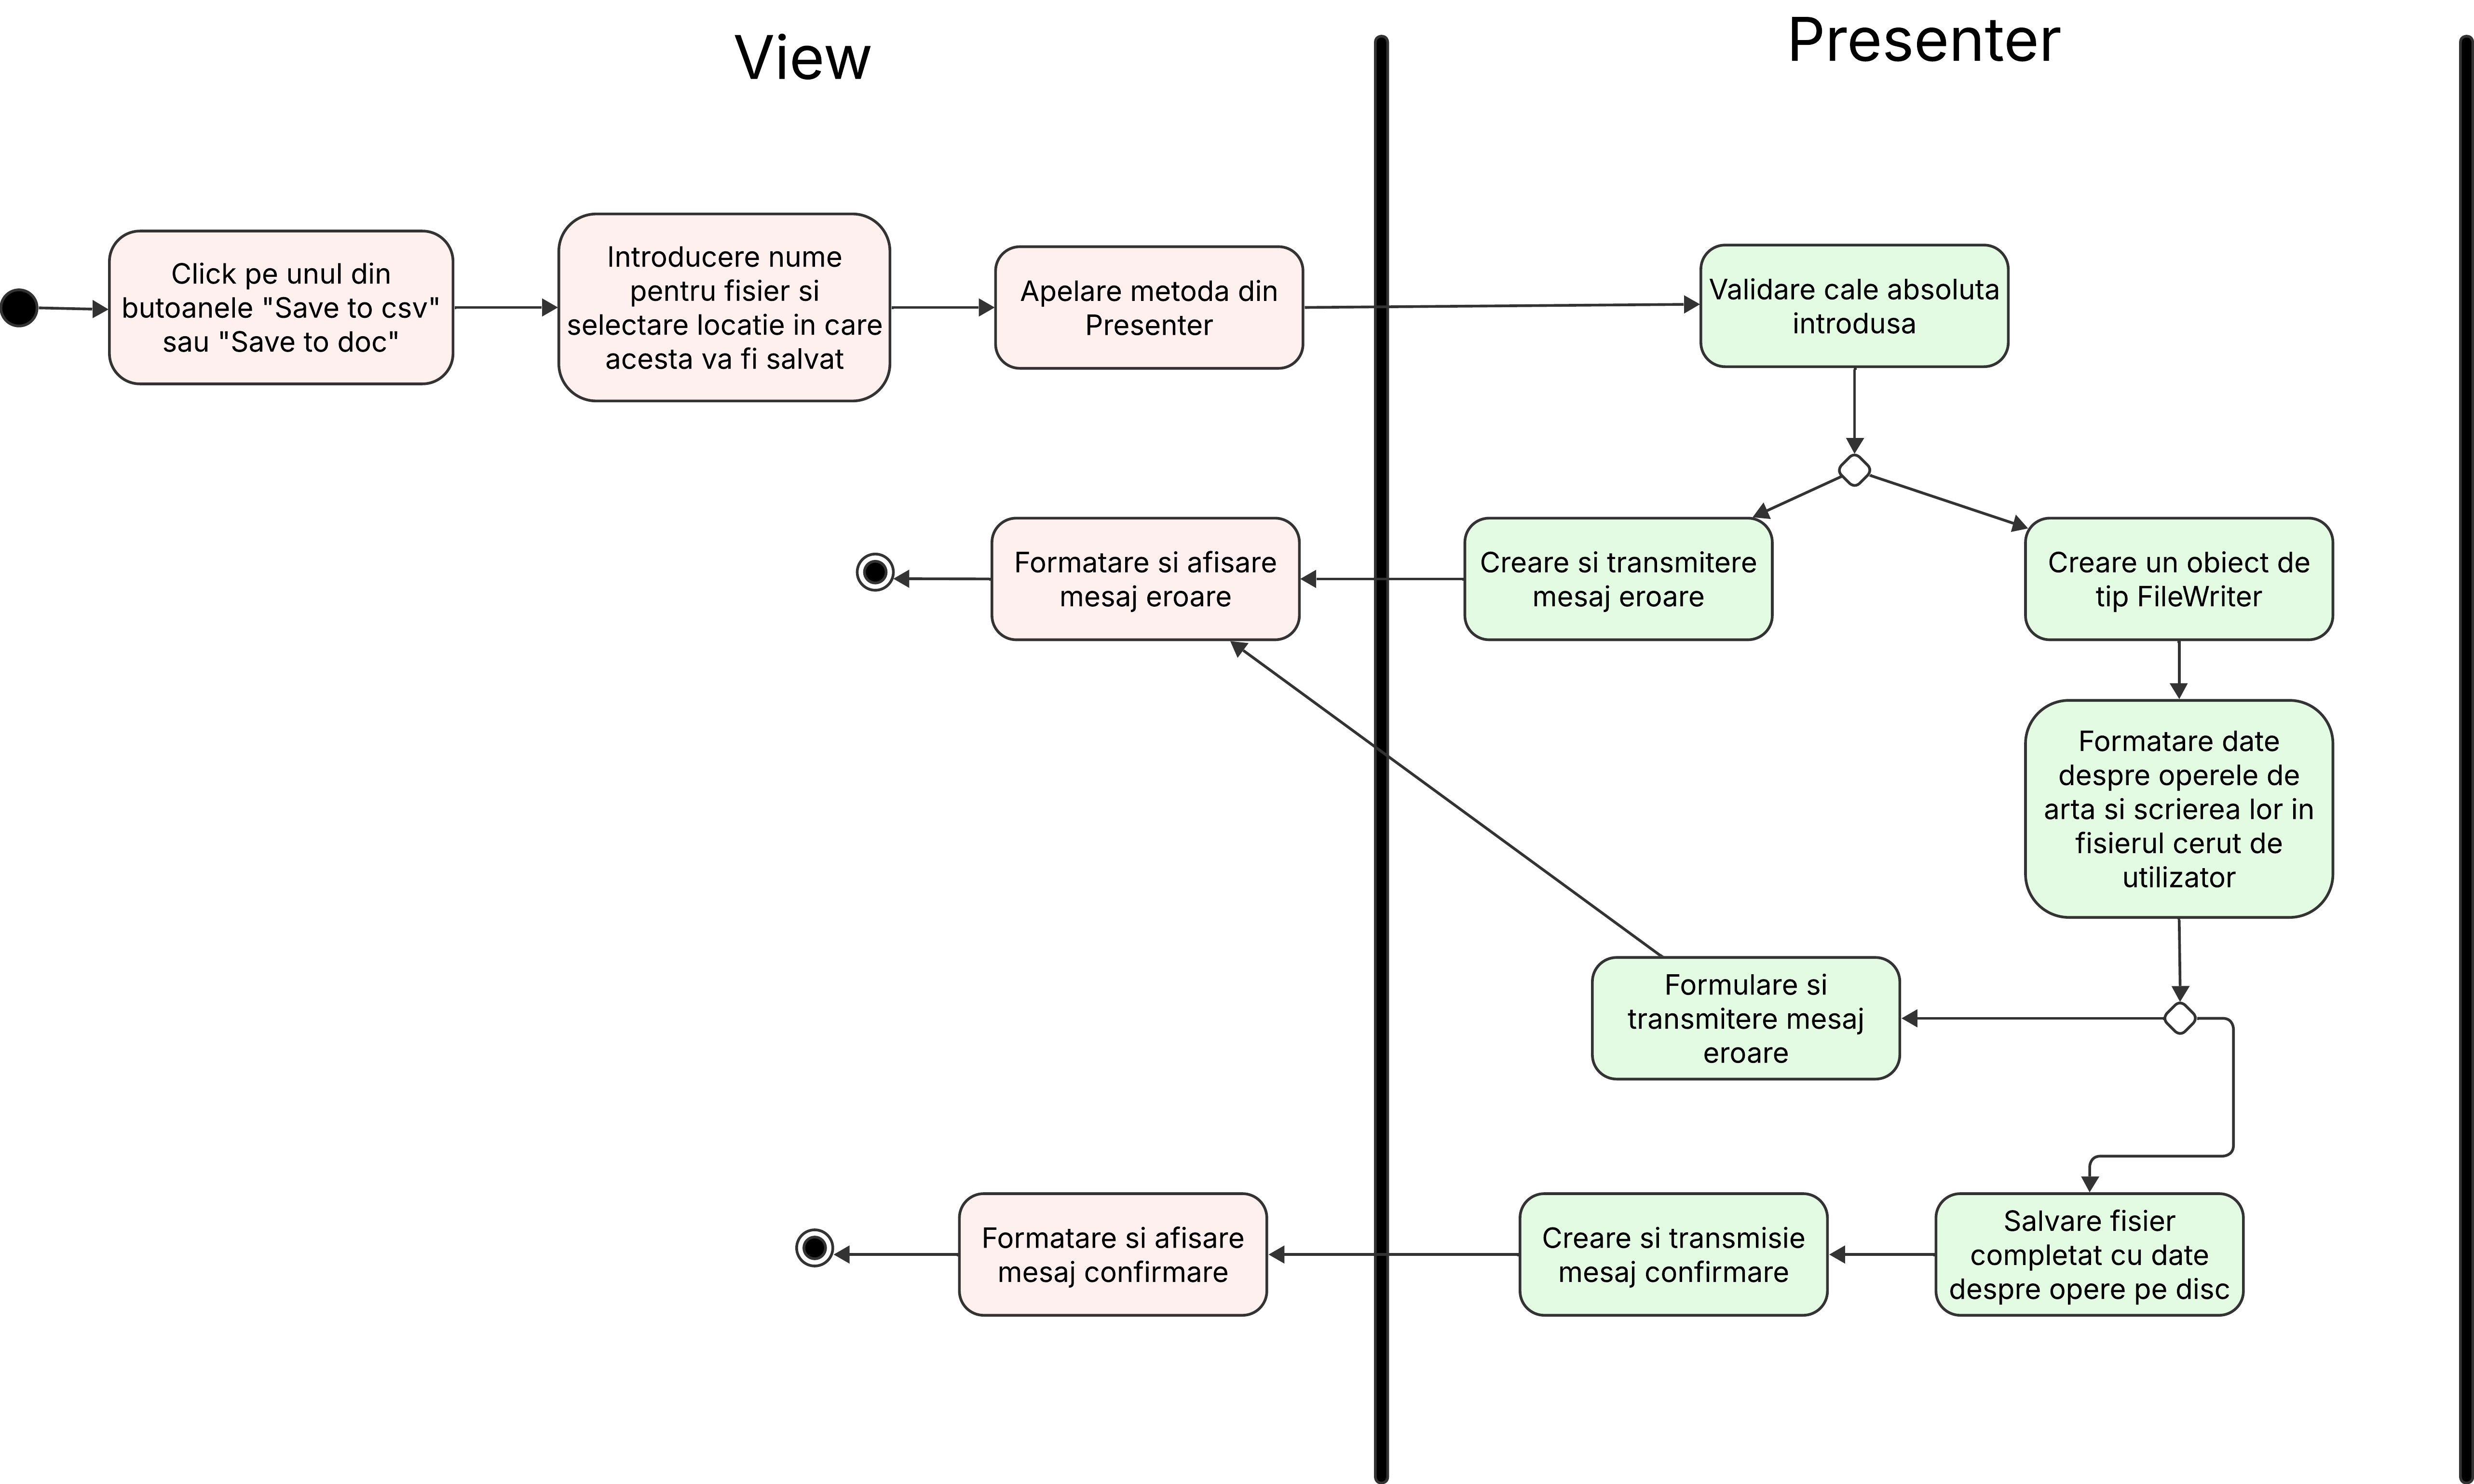 View
Presenter
Click pe unul din
butoanele "Save to csv"
sau "Save to doc"
Introducere nume
pentru fisier si
selectare locatie in care
acesta va fi salvat
Apelare metoda din
Presenter
Validare cale absoluta
introdusa
Formatare si afisare
mesaj eroare
Creare si transmitere
mesaj eroare
Creare un obiect de
tip FileWriter
Formatare date
despre operele de
arta si scrierea lor in
fisierul cerut de
utilizator
Formulare si
transmitere mesaj
eroare
Formatare si afisare
mesaj confirmare
Creare si transmisie
mesaj confirmare
Salvare fisier
completat cu date
despre opere pe disc